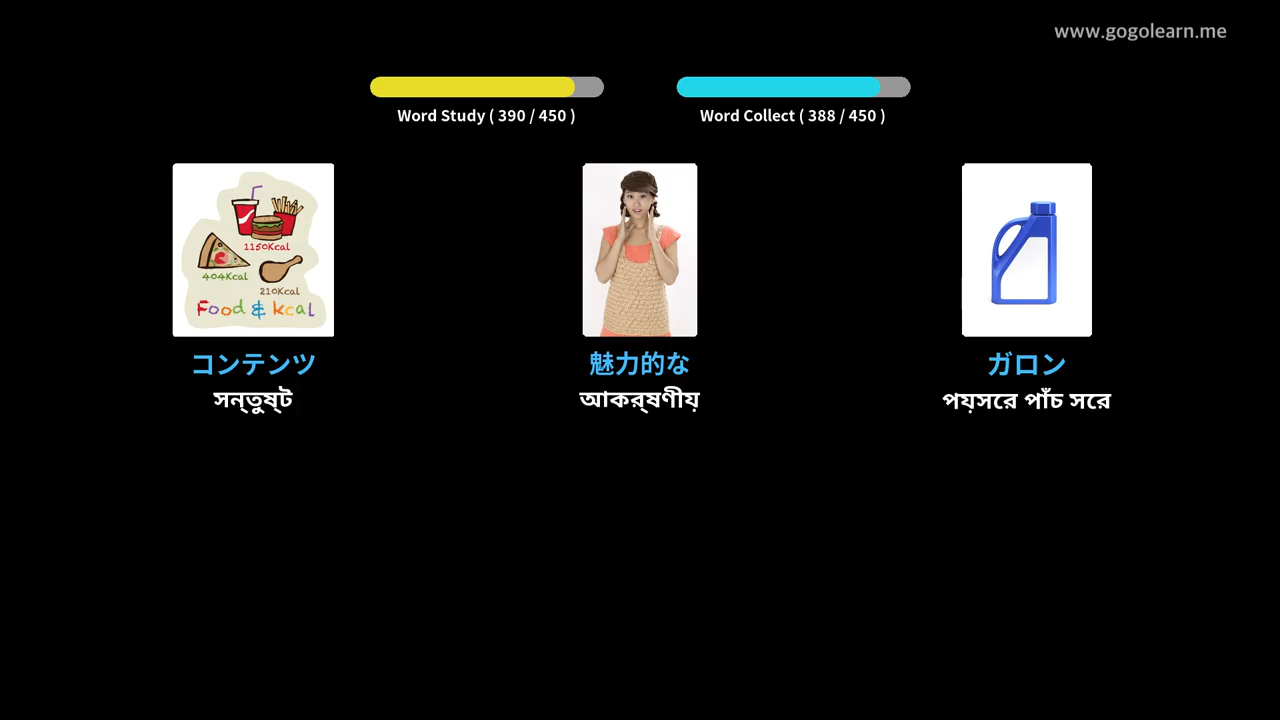 www.gogolearn.me
Word Study ( 390 / 450 )
Word Collect ( 388 / 450 )
1150Kcal
404Kcal
210Kcal
Food & kcal
コンテンツ
魅力的な
ガロン
সন্তুষ্ট
আকর্ষণীয়
পয়সরে পাঁচ সরে